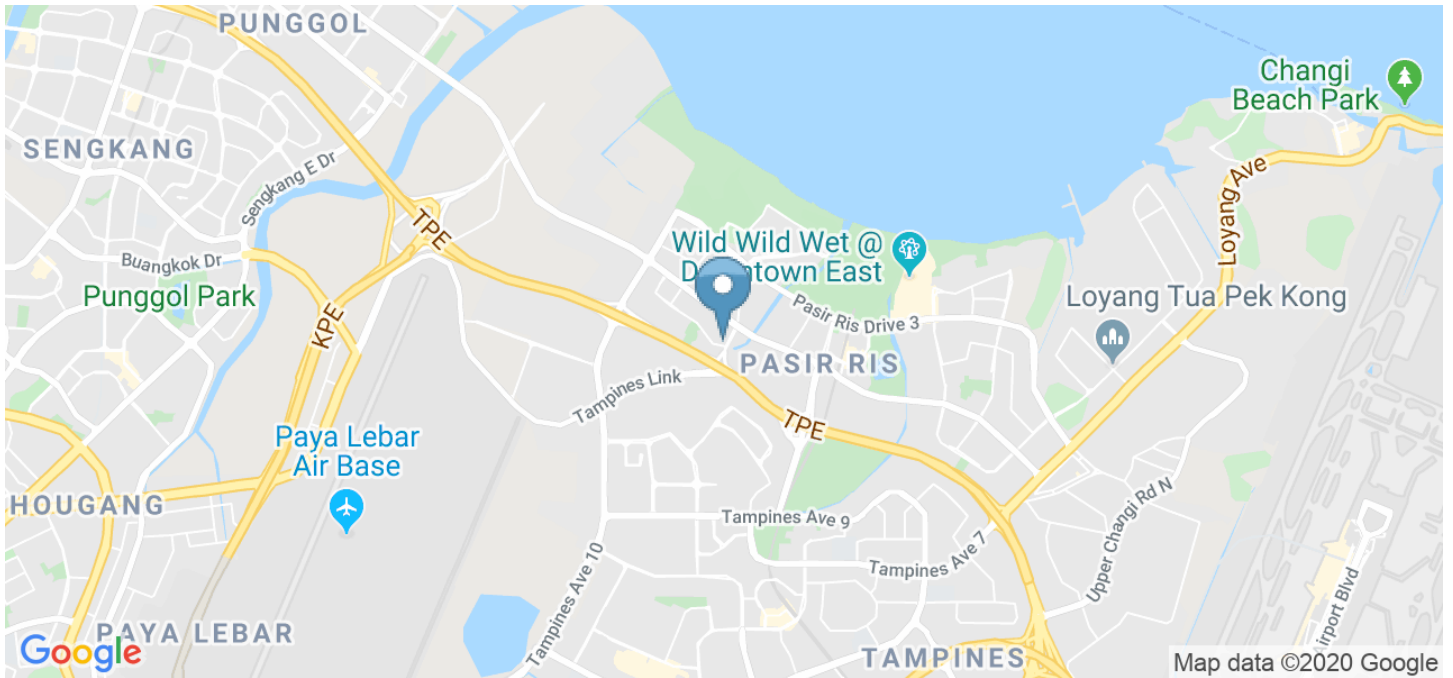 PUNGGOL
Changi
Beach Park
SENGKANG
Sengkang E Dr
Loyang Ave
TPE
Wild Wild Wet @
Downtown East
Buangkok Dr
Punggol Park
Loyang Tua Pek Kong
Pasir Ris Drive 3
KPE
PASIR RIS
Tampines Link
TPE
Paya Lebar
Air Base
HOUGANG
Tampines Ave 9
Tampines Ave 7
Upper Changi Rd N
Tampines Ave 10
Airport Blvd
PAYA LEBAR
TAMPINES
Google
Map data ©2020 Google